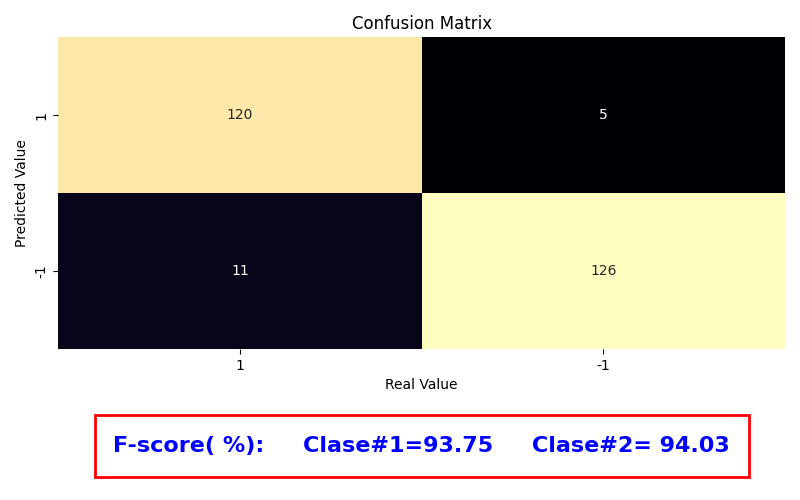 Confusion Matrix
Predicted Value
1
120
5
-1
11
126
1
-1
Real Value
F-score( %): Clase#1=93.75 Clase#2= 94.03